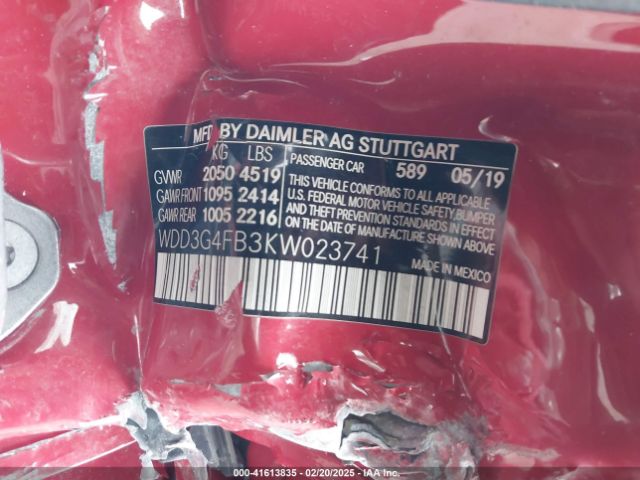 MFD BY DAIMLER AG STUTTGART
KG LBS
GVWR 2050 4519
GAWR FRONT 1095 2414
GAWR REAR 1005 2216
PASSENGER CAR 589 05/19
THIS VEHICLE CONFORMS TO ALL APPLICABLE
U.S. FEDERAL MOTOR VEHICLE SAFETY, BUMPER
AND THEFT PREVENTION STANDARDS IN EFFECT
ON THE DATE OF MANUFACTURE SHOWN ABOVE.
WDD3G4FB3KW023741
MADE IN MEXICO
000-41613835 - 02/20/2025 - IAA Inc.